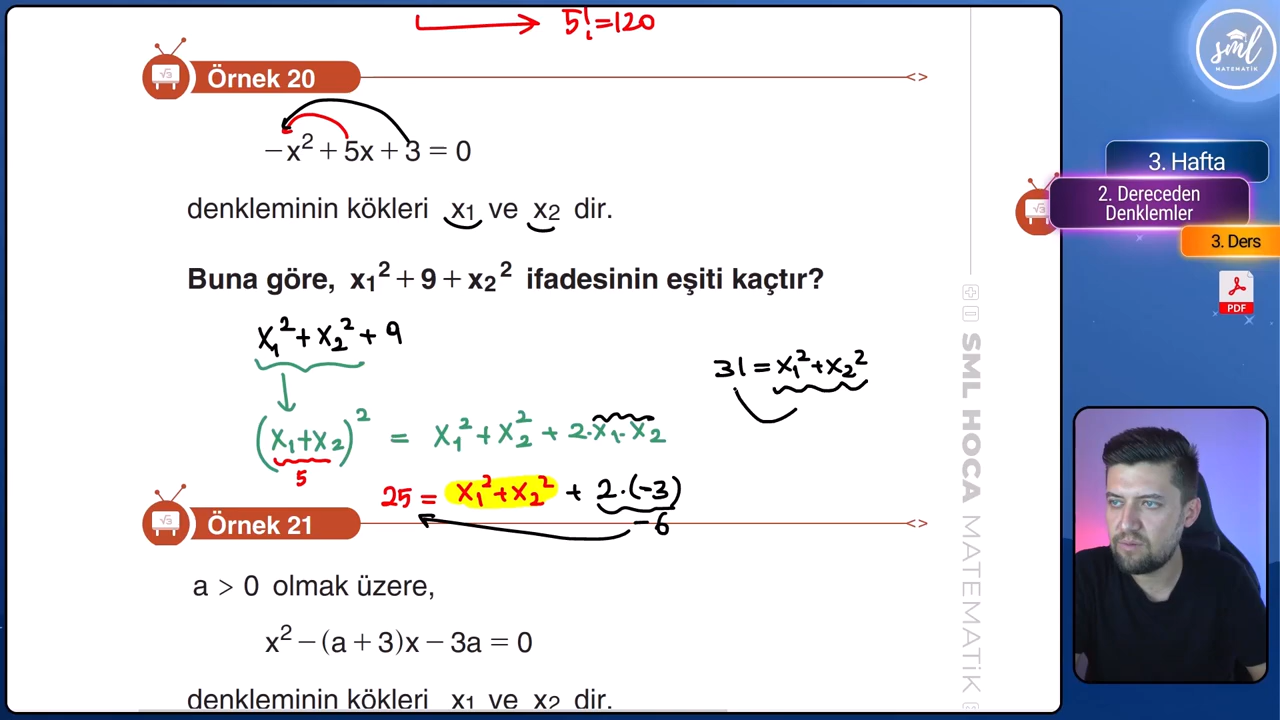 5!=120
Örnek 20
−x² + 5x + 3 = 0
denkleminin kökleri x₁ ve x₂ dir.
Buna göre, x₁² + 9 + x₂² ifadesinin eşiti kaçtır?
x₁² + x₂² + 9
31 = x₁² + x₂²
(x₁+x₂)² = x₁² + x₂² + 2·x₁·x₂
5
25 = x₁² + x₂² + 2·(−3)
−6
Örnek 21
a > 0 olmak üzere,
x² − (a + 3)x − 3a = 0
denkleminin kökleri x₁ ve x₂ dir.
SML HOCA MATEMATİK
sml
MATEMATİK
3. Hafta
2. Dereceden
Denklemler
3. Ders
PDF
√3
√3
√3